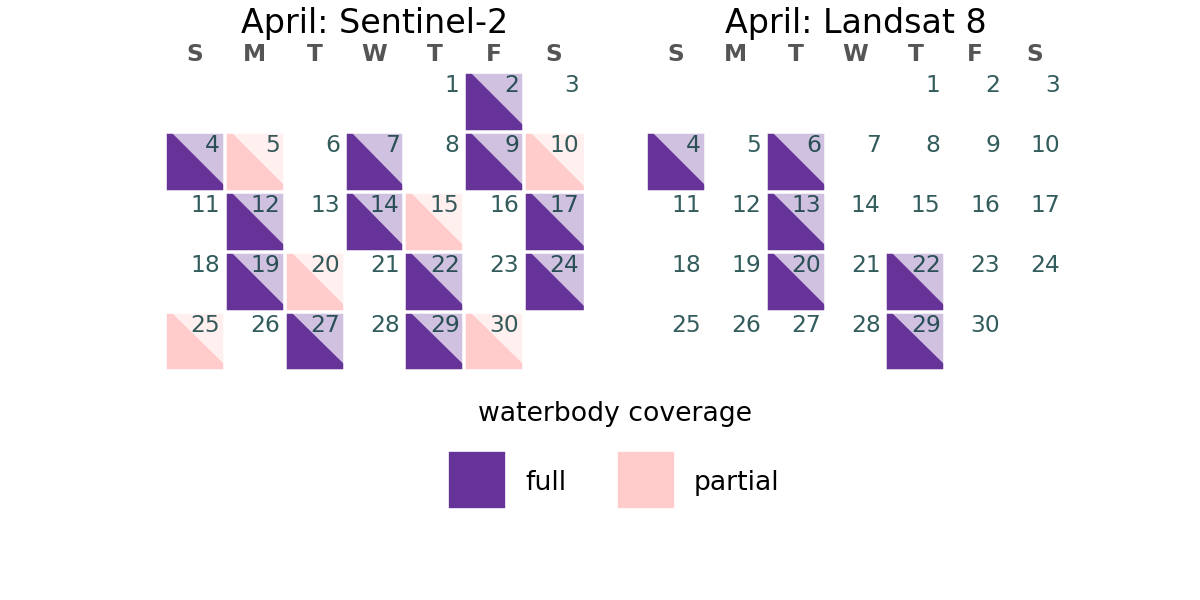 April: Sentinel-2
S M T W T F S
1 2 3
4 5 6 7 8 9 10
11 12 13 14 15 16 17
18 19 20 21 22 23 24
25 26 27 28 29 30
April: Landsat 8
S M T W T F S
1 2 3
4 5 6 7 8 9 10
11 12 13 14 15 16 17
18 19 20 21 22 23 24
25 26 27 28 29 30
waterbody coverage
full
partial